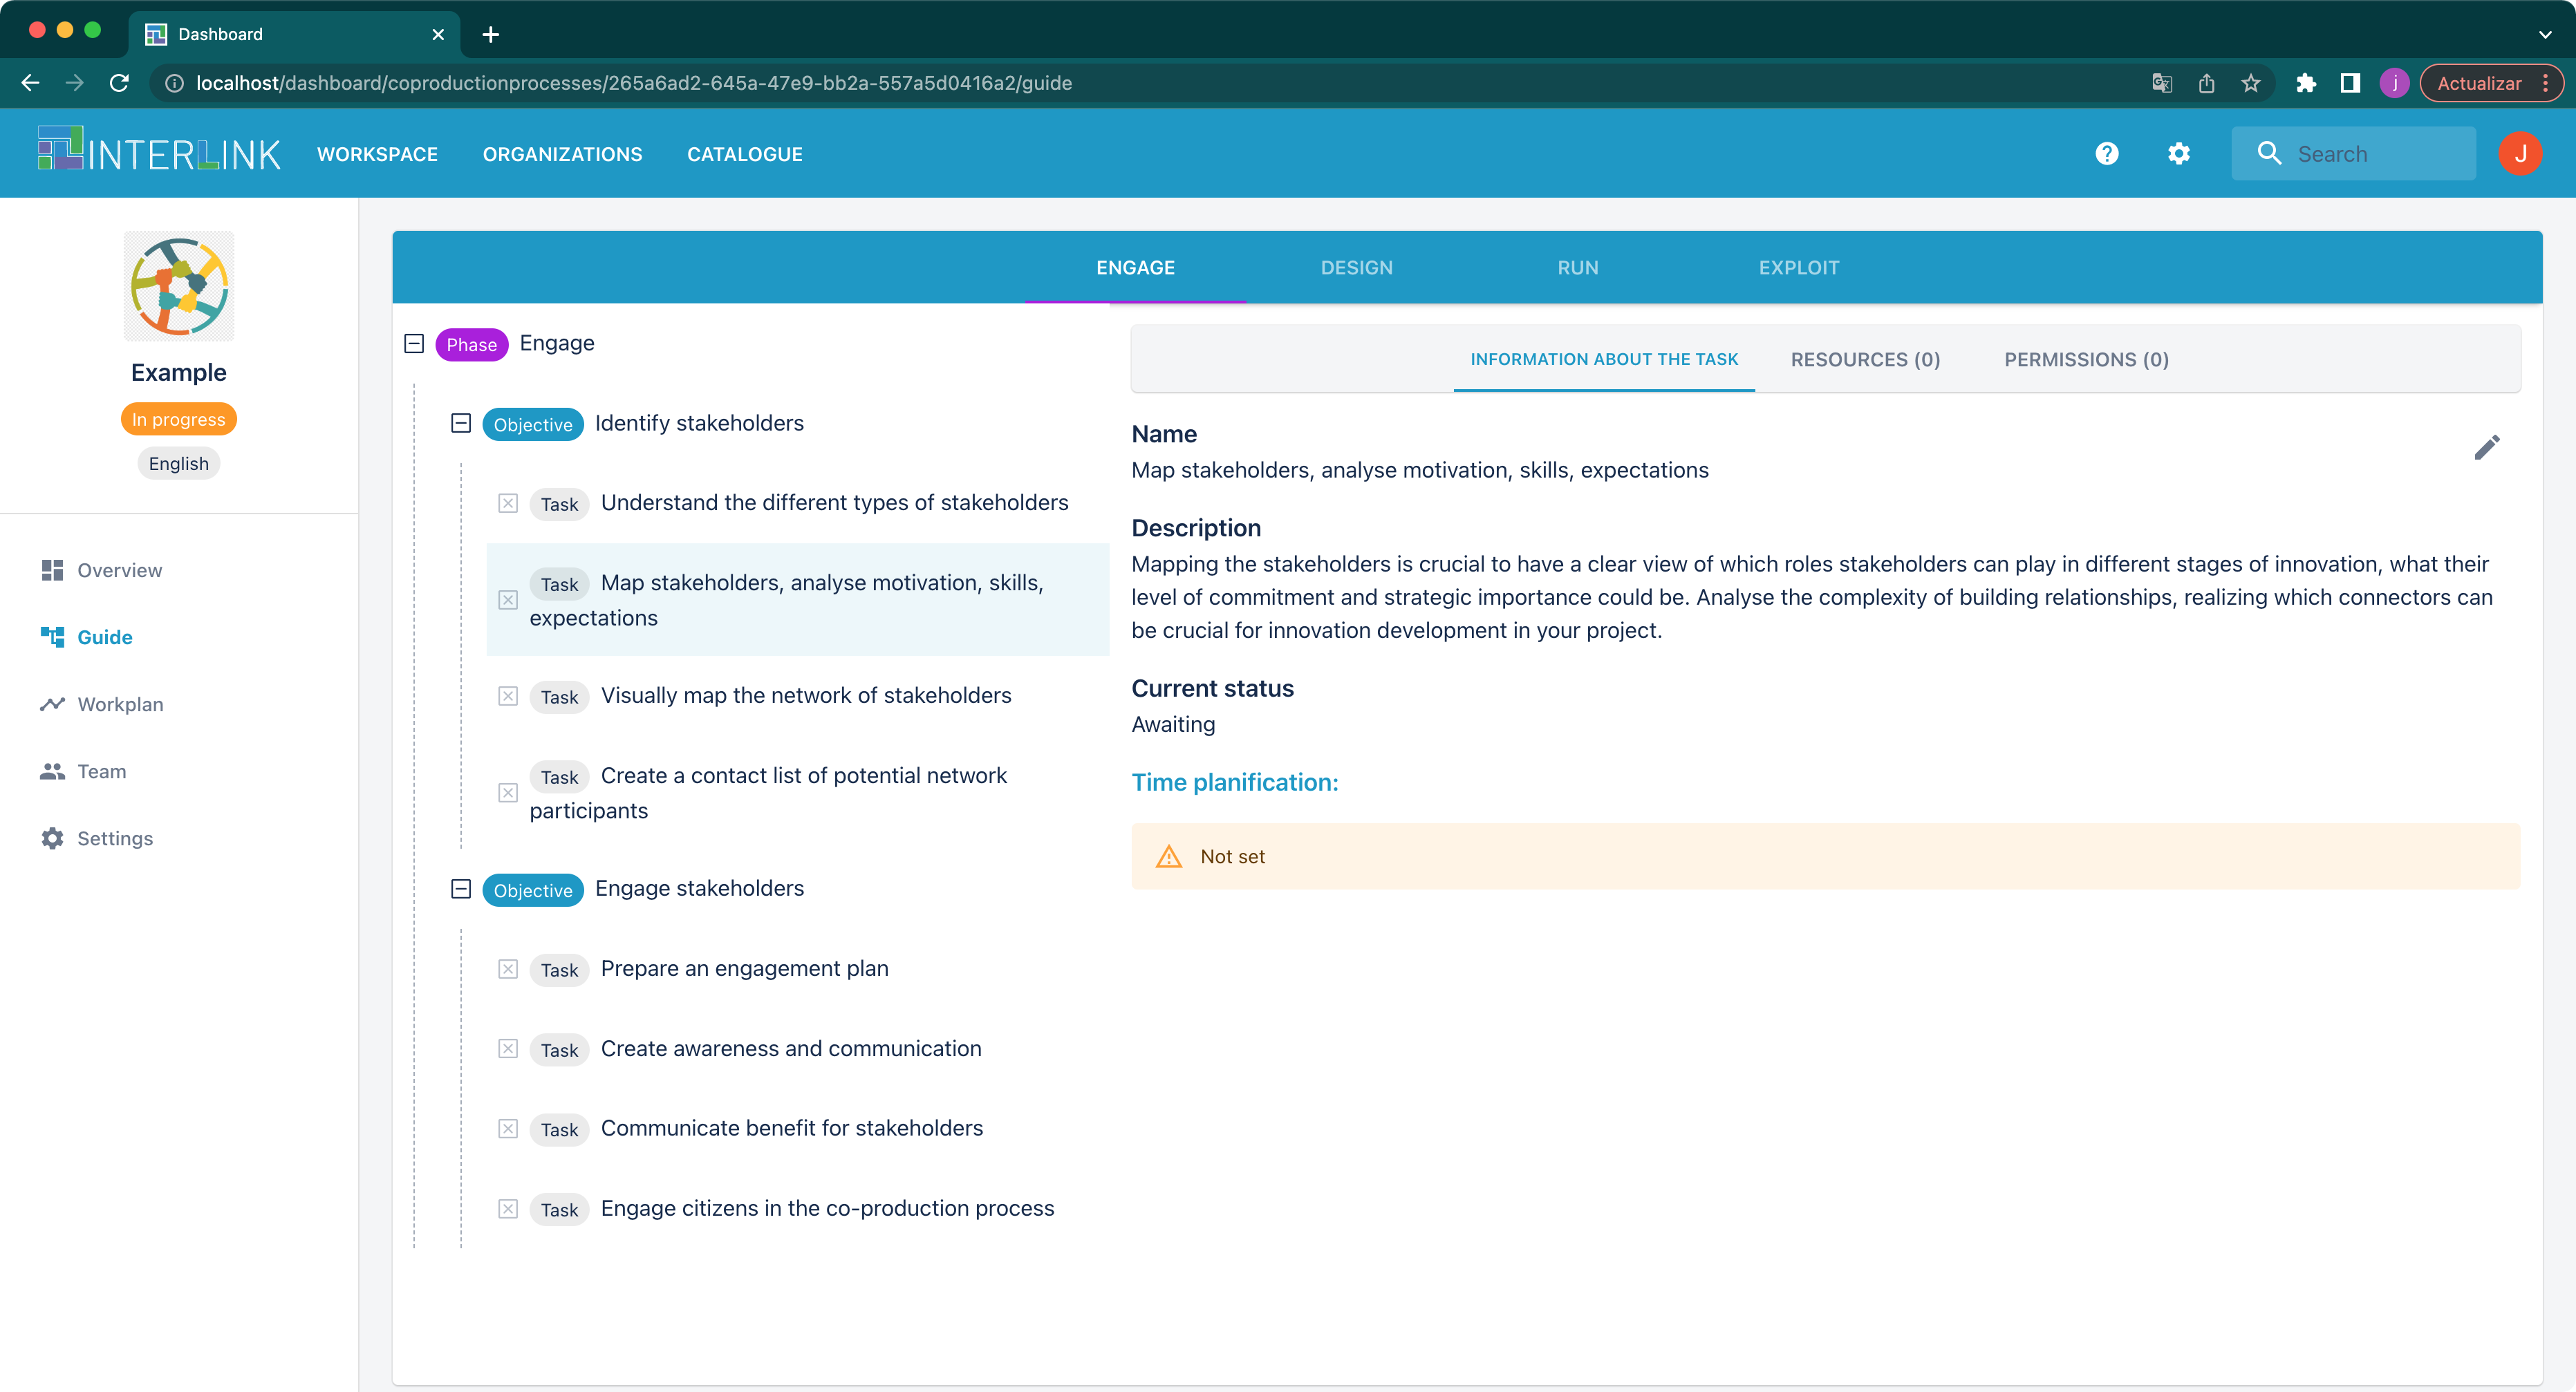 Dashboard
localhost/dashboard/coproductionprocesses/265a6ad2-645a-47e9-bb2a-557a5d0416a2/guide
j
Actualizar
INTERLINK
WORKSPACE
ORGANIZATIONS
CATALOGUE
Search
J
Example
In progress
English
Overview
Guide
Workplan
Team
Settings
ENGAGE
DESIGN
RUN
EXPLOIT
Phase Engage
Objective Identify stakeholders
Task Understand the different types of stakeholders
Task Map stakeholders, analyse motivation, skills,
expectations
Task Visually map the network of stakeholders
Task Create a contact list of potential network
participants
Objective Engage stakeholders
Task Prepare an engagement plan
Task Create awareness and communication
Task Communicate benefit for stakeholders
Task Engage citizens in the co-production process
INFORMATION ABOUT THE TASK
RESOURCES (0)
PERMISSIONS (0)
Name
Map stakeholders, analyse motivation, skills, expectations
Description
Mapping the stakeholders is crucial to have a clear view of which roles stakeholders can play in different stages of innovation, what their
level of commitment and strategic importance could be. Analyse the complexity of building relationships, realizing which connectors can
be crucial for innovation development in your project.
Current status
Awaiting
Time planification:
Not set